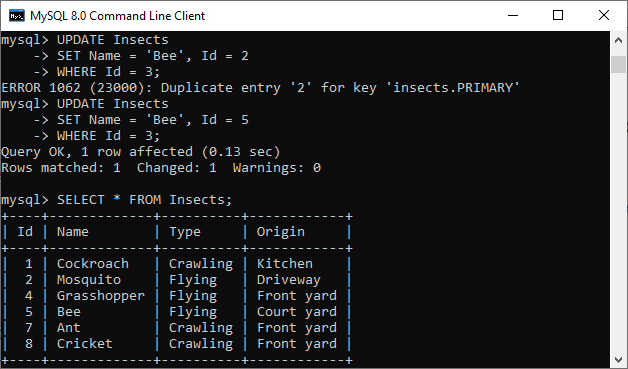 MySQL 8.0 Command Line Client
mysql> UPDATE Insects
    -> SET Name = 'Bee', Id = 2
    -> WHERE Id = 3;
ERROR 1062 (23000): Duplicate entry '2' for key 'insects.PRIMARY'
mysql> UPDATE Insects
    -> SET Name = 'Bee', Id = 5
    -> WHERE Id = 3;
Query OK, 1 row affected (0.13 sec)
Rows matched: 1  Changed: 1  Warnings: 0
mysql> SELECT * FROM Insects;
+----+-------------+----------+------------+
| Id | Name        | Type     | Origin     |
+----+-------------+----------+------------+
|  1 | Cockroach   | Crawling | Kitchen    |
|  2 | Mosquito    | Flying   | Driveway   |
|  4 | Grasshopper | Flying   | Front yard |
|  5 | Bee         | Flying   | Court yard |
|  7 | Ant         | Crawling | Front yard |
|  8 | Cricket     | Crawling | Front yard |
+----+-------------+----------+------------+